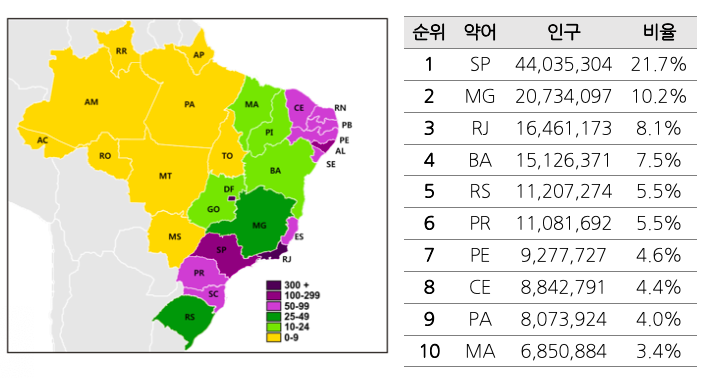 RR
AP
AM
PA
MA
CE
RN
PB
PE
AL
SE
PI
AC
RO
TO
MT
BA
DF
GO
MG
ES
MS
SP
RJ
PR
SC
RS
300 +
100-299
50-99
25-49
10-24
0-9
순위 약어 인구 비율
1 SP 44,035,304 21.7%
2 MG 20,734,097 10.2%
3 RJ 16,461,173 8.1%
4 BA 15,126,371 7.5%
5 RS 11,207,274 5.5%
6 PR 11,081,692 5.5%
7 PE 9,277,727 4.6%
8 CE 8,842,791 4.4%
9 PA 8,073,924 4.0%
10 MA 6,850,884 3.4%